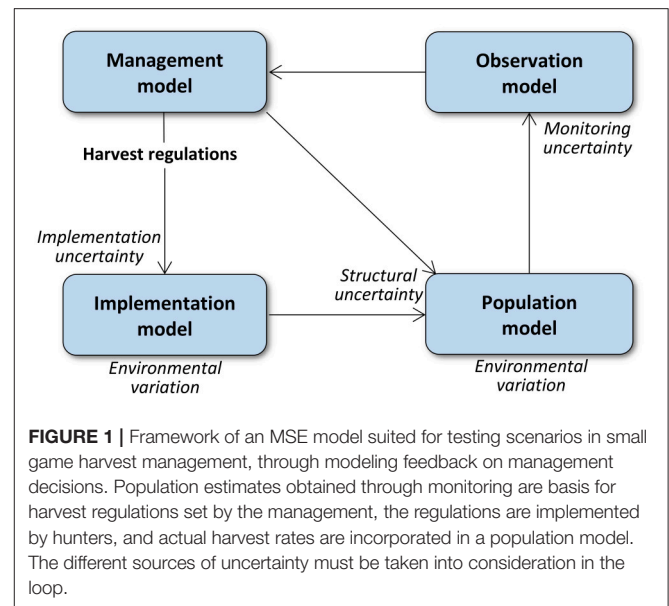 Management
model
Observation
model
Harvest regulations
Monitoring
uncertainty
Implementation
uncertainty
Structural
uncertainty
Implementation
model
Population
model
Environmental
variation
Environmental
variation
FIGURE 1 | Framework of an MSE model suited for testing scenarios in small
game harvest management, through modeling feedback on management
decisions. Population estimates obtained through monitoring are basis for
harvest regulations set by the management, the regulations are implemented
by hunters, and actual harvest rates are incorporated in a population model.
The different sources of uncertainty must be taken into consideration in the
loop.